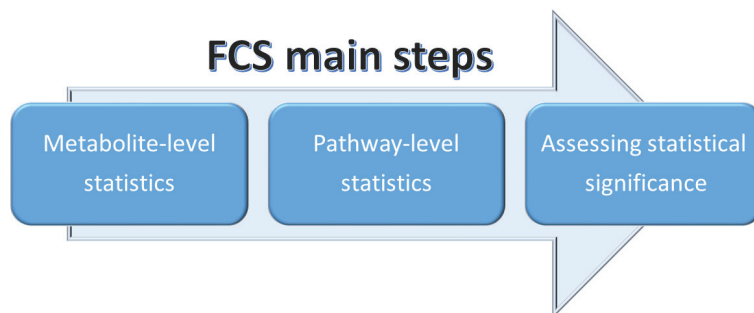 FCS main steps
Metabolite-level
statistics
Pathway-level
statistics
Assessing statistical
significance